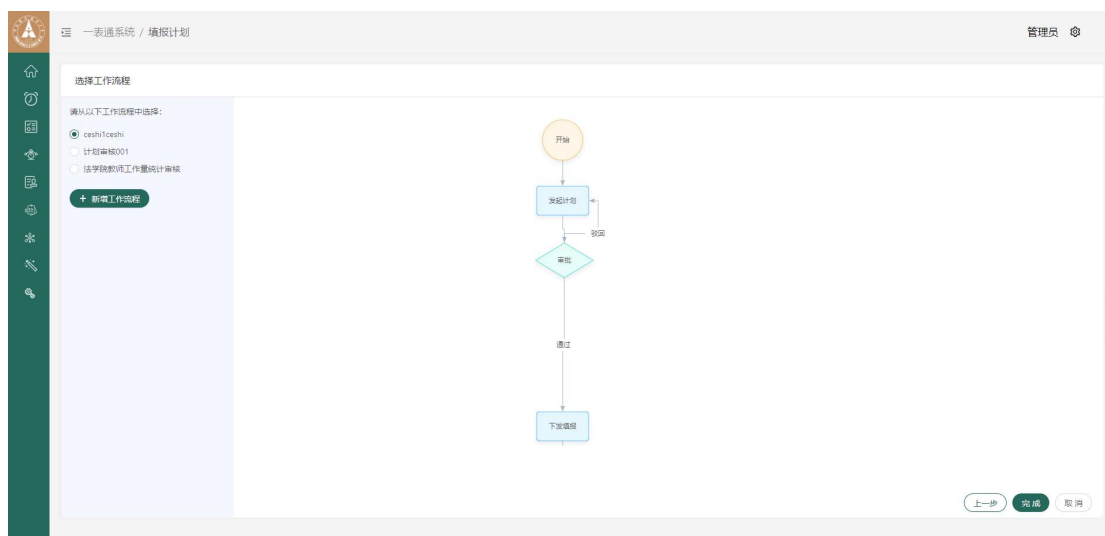 一表通系统 / 填报计划
管理员
选择工作流程
请从以下工作流程中选择：
ceshi1ceshi
计划审核001
法学院教师工作量统计审核
+ 新增工作流程
开始
发起计划
驳回
审批
通过
下发填报
上一步
完成
取消